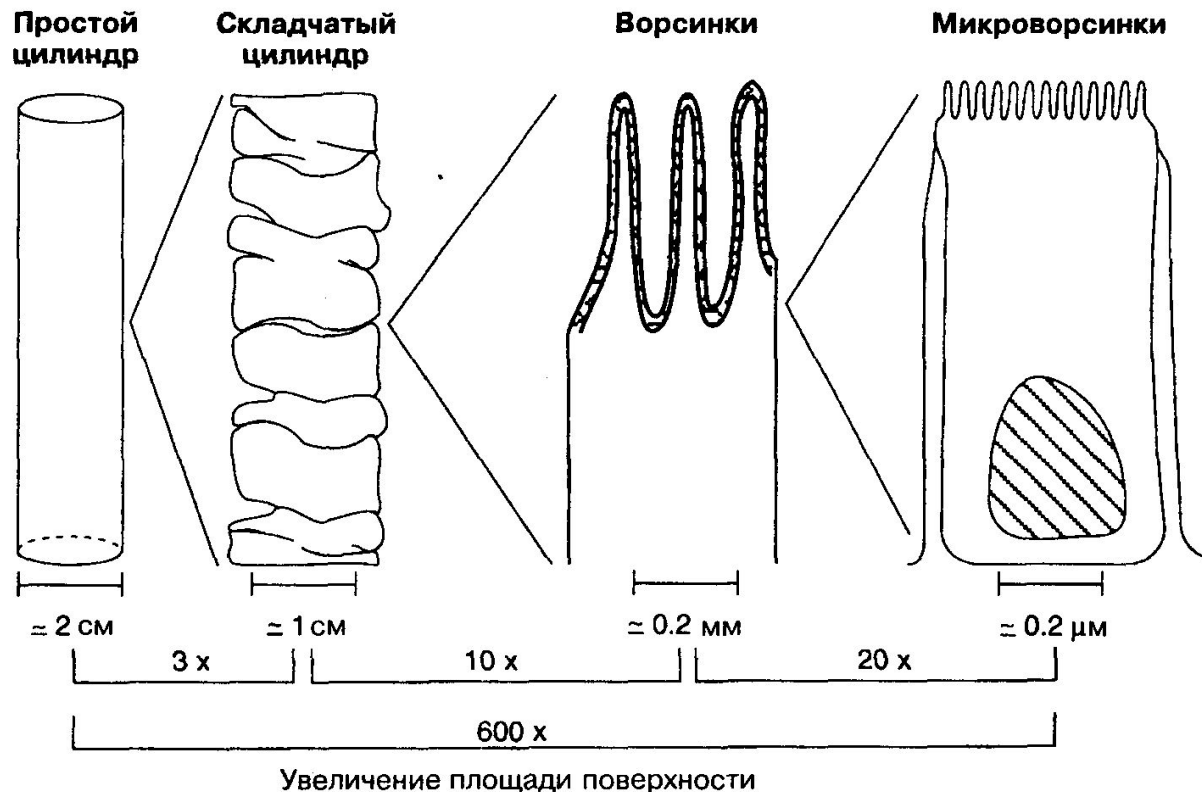 Простой
цилиндр
Складчатый
цилиндр
Ворсинки
Микроворсинки
≃ 2 см
≃ 1 см
≃ 0.2 мм
≃ 0.2 μм
3 х
10 х
20 х
600 х
Увеличение площади поверхности